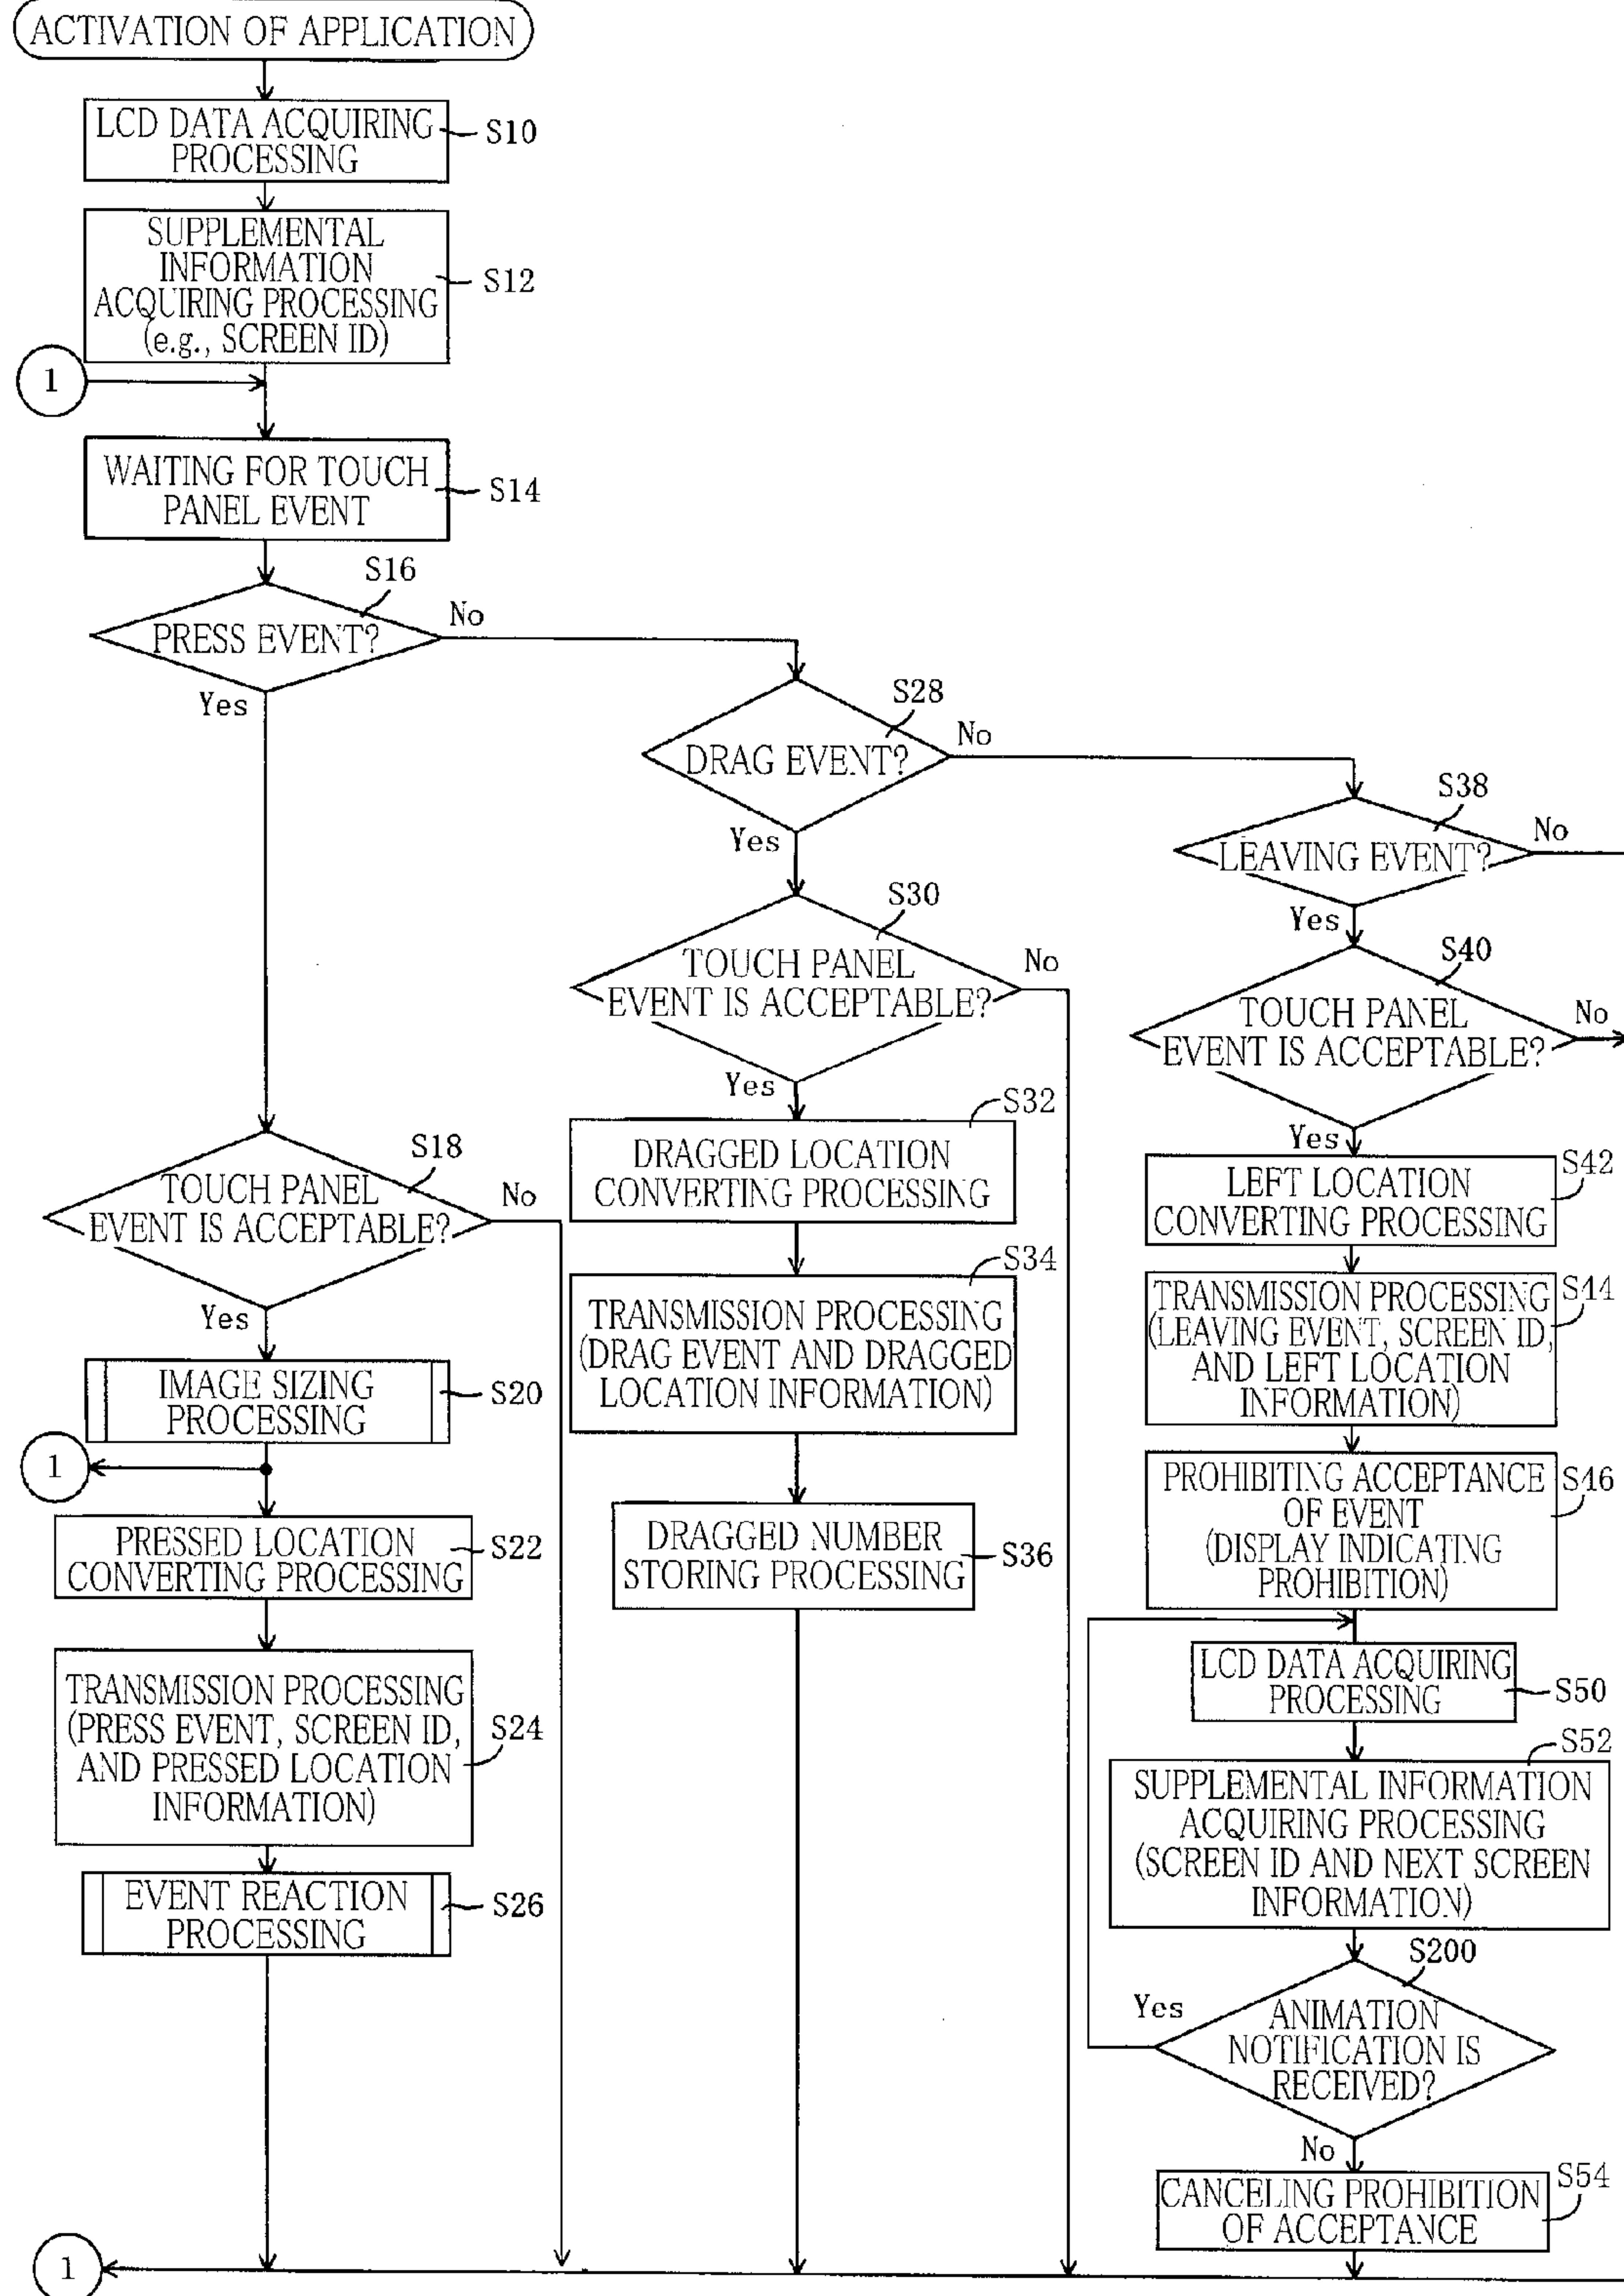 ACTIVATION OF APPLICATION
LCD DATA ACQUIRING
PROCESSING
S10
SUPPLEMENTAL
INFORMATION
ACQUIRING PROCESSING
(e.g., SCREEN ID)
S12
1
WAITING FOR TOUCH
PANEL EVENT
S14
S16
PRESS EVENT?
No
Yes
S28
DRAG EVENT?
No
Yes
S38
LEAVING EVENT?
No
Yes
S30
TOUCH PANEL
EVENT IS ACCEPTABLE?
No
Yes
S40
TOUCH PANEL
EVENT IS ACCEPTABLE?
No
Yes
S18
TOUCH PANEL
EVENT IS ACCEPTABLE?
No
Yes
IMAGE SIZING
PROCESSING
S20
1
PRESSED LOCATION
CONVERTING PROCESSING
S22
TRANSMISSION PROCESSING
(PRESS EVENT, SCREEN ID,
AND PRESSED LOCATION
INFORMATION)
S24
EVENT REACTION
PROCESSING
S26
S32
DRAGGED LOCATION
CONVERTING PROCESSING
S34
TRANSMISSION PROCESSING
(DRAG EVENT AND DRAGGED
LOCATION INFORMATION)
DRAGGED NUMBER
STORING PROCESSING
S36
S42
LEFT LOCATION
CONVERTING PROCESSING
S44
TRANSMISSION PROCESSING
(LEAVING EVENT, SCREEN ID,
AND LEFT LOCATION
INFORMATION)
S46
PROHIBITING ACCEPTANCE
OF EVENT
(DISPLAY INDICATING
PROHIBITION)
LCD DATA ACQUIRING
PROCESSING
S50
S52
SUPPLEMENTAL INFORMATION
ACQUIRING PROCESSING
(SCREEN ID AND NEXT SCREEN
INFORMATION)
S200
ANIMATION
NOTIFICATION IS
RECEIVED?
Yes
No
S54
CANCELING PROHIBITION
OF ACCEPTANCE
1